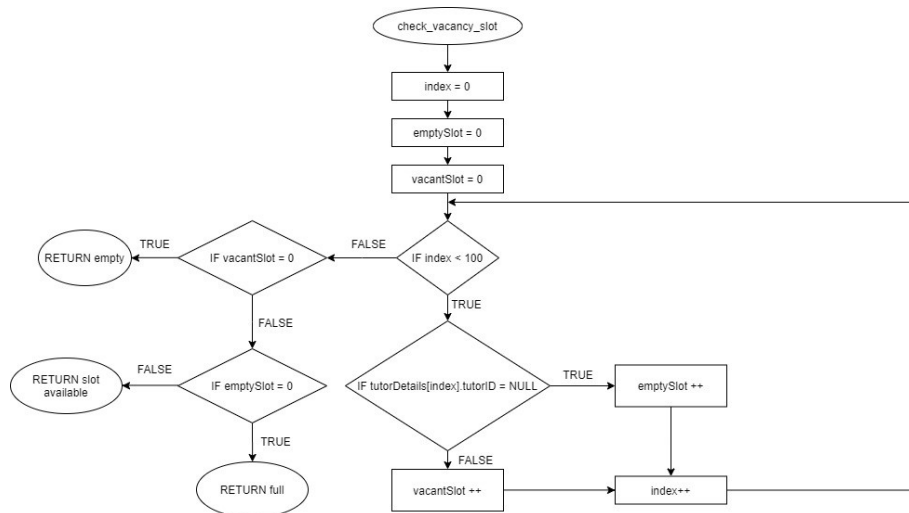 check_vacancy_slot
index = 0
emptySlot = 0
vacantSlot = 0
RETURN empty
TRUE
IF vacantSlot = 0
FALSE
IF index < 100
FALSE
TRUE
RETURN slot
available
FALSE
IF emptySlot = 0
IF tutorDetails[index].tutorID = NULL
TRUE
emptySlot ++
TRUE
FALSE
RETURN full
vacantSlot ++
index++